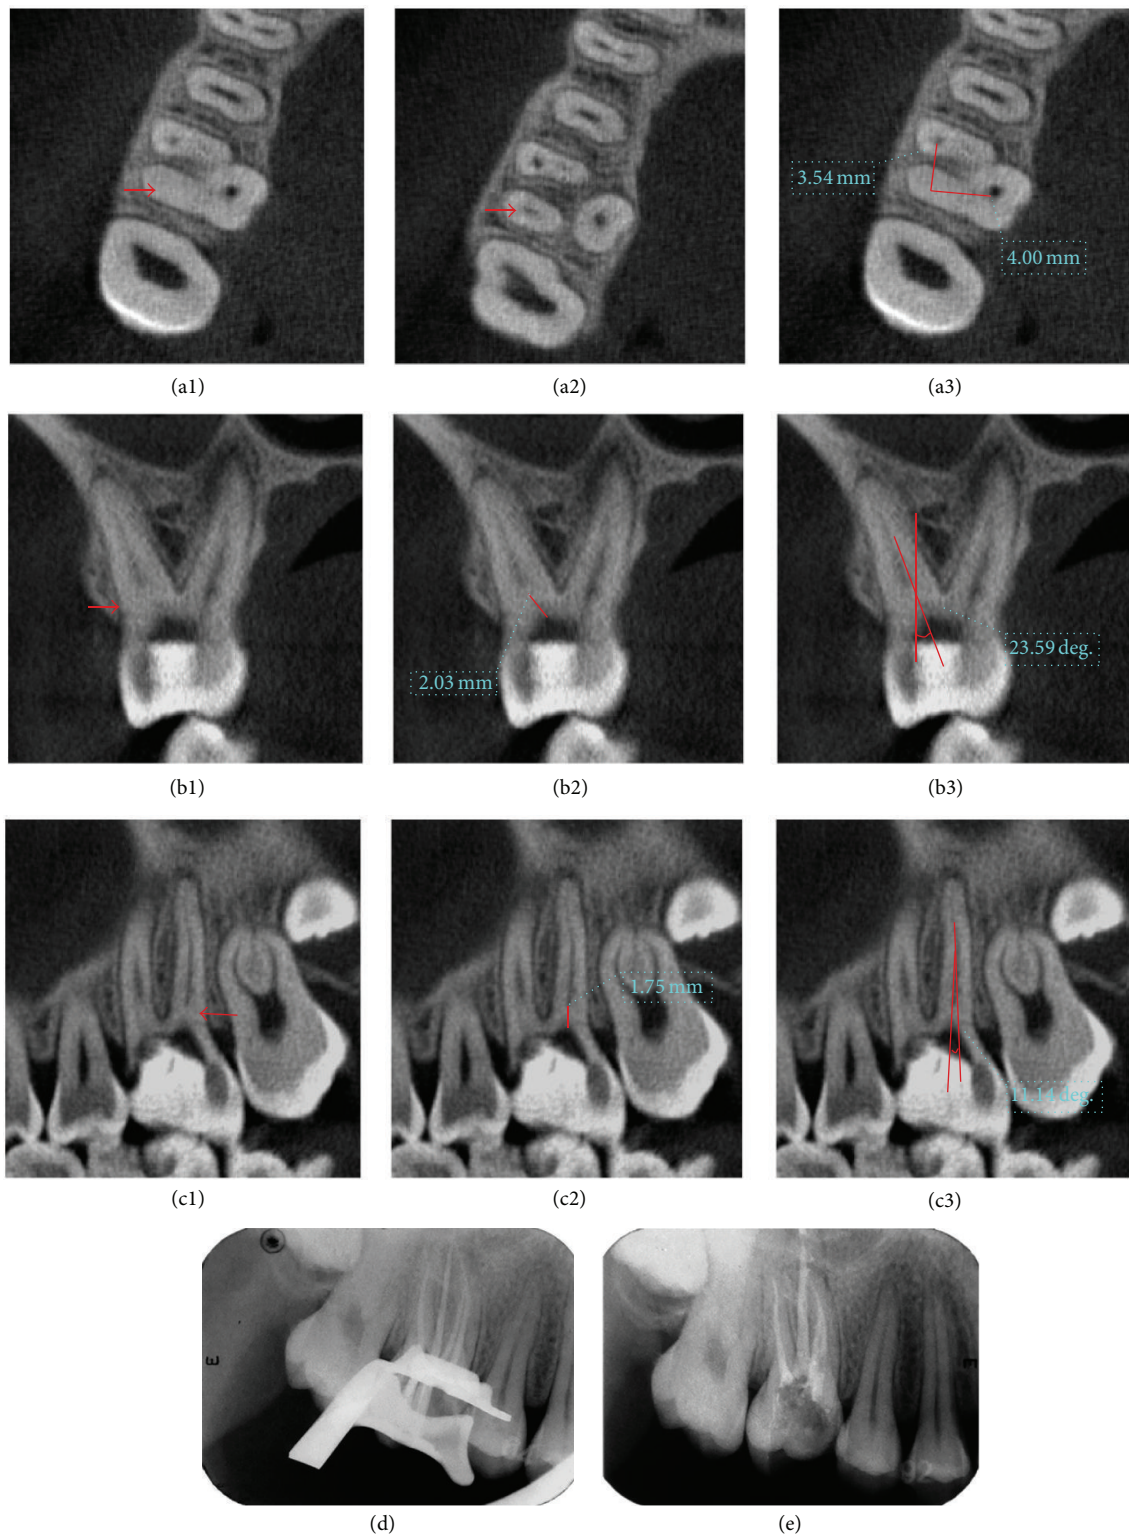 3.54 mm
4.00 mm
(a1)
(a2)
(a3)
2.03 mm
23.59 deg.
(b1)
(b2)
(b3)
1.75 mm
11.14 deg.
(c1)
(c2)
(c3)
E
E
(d)
(e)